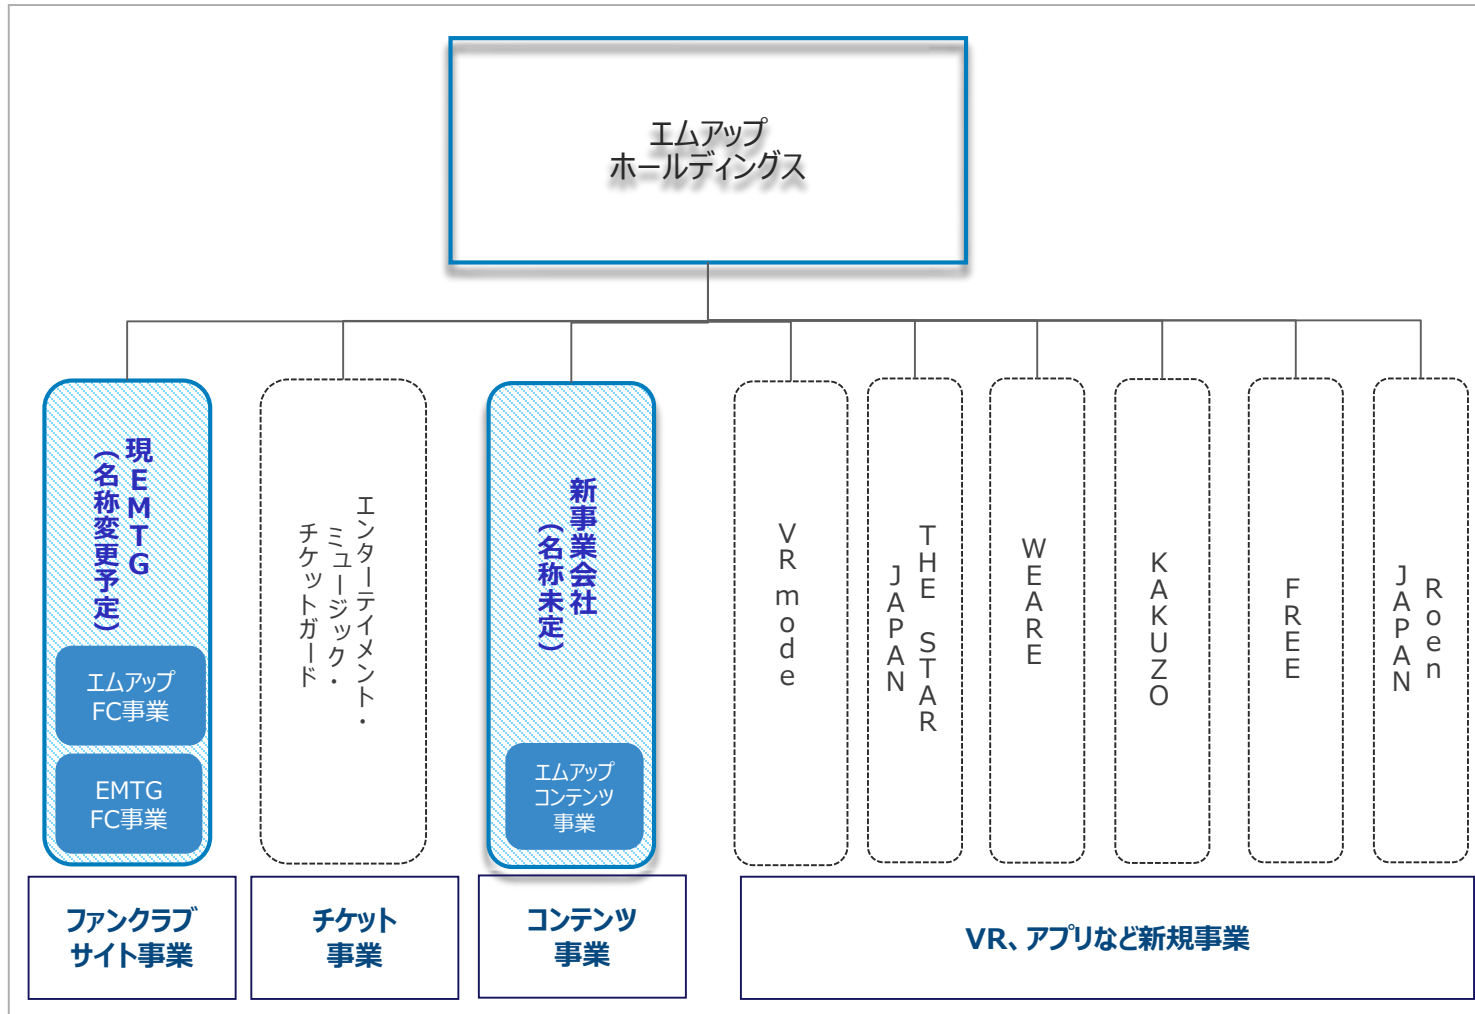 エムアップ
ホールディングス
現EMTG
（名称変更予定）
エムアップ
FC事業
EMTG
FC事業
エンターテイメント・
ミュージック・
チケットガード
新事業会社
（名称未定）
エムアップ
コンテンツ
事業
VR mode
THE STAR
JAPAN
WEARE
KAKUZO
FREE
Roen
JAPAN
ファンクラブ
サイト事業
チケット
事業
コンテンツ
事業
VR、アプリなど新規事業